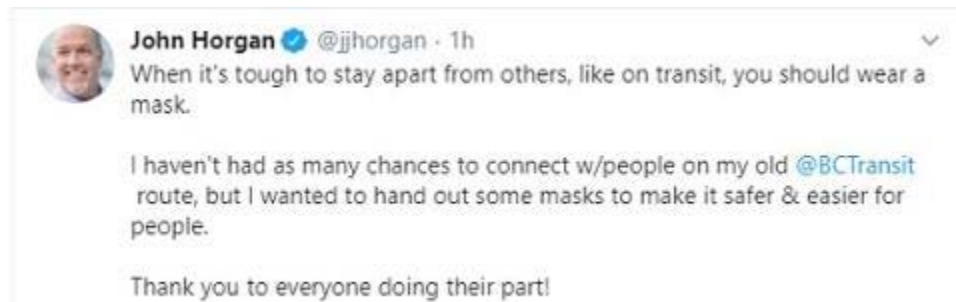 John Horgan @jjhorgan · 1h
When it's tough to stay apart from others, like on transit, you should wear a
mask.
I haven't had as many chances to connect w/people on my old @BCTransit
route, but I wanted to hand out some masks to make it safer & easier for
people.
Thank you to everyone doing their part!